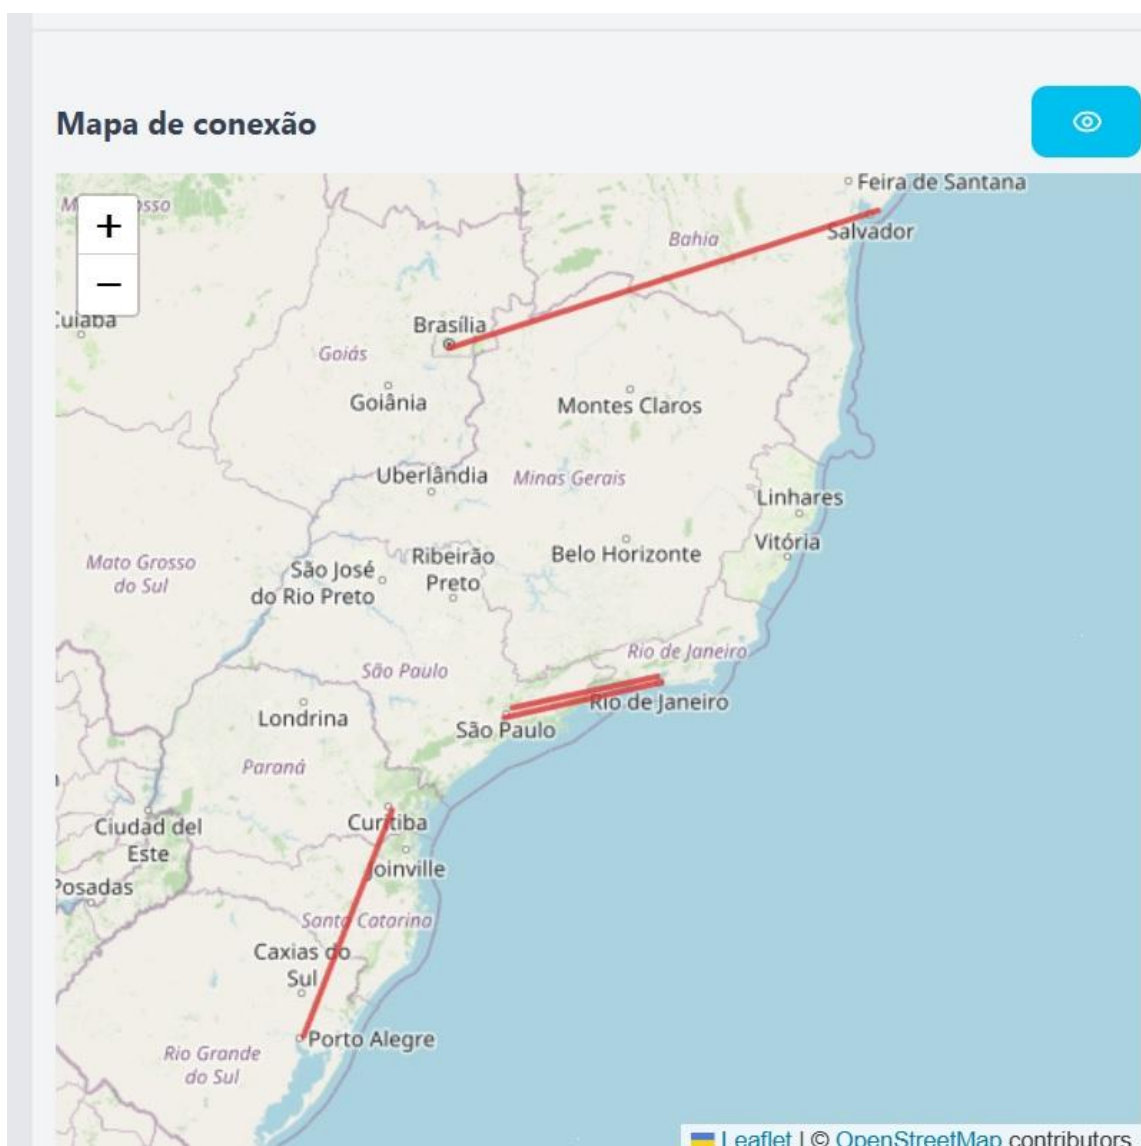 Mapa de conexão
Feira de Santana
+
Salvador
Bahia
−
Brasília
Goiás
Goiânia
Montes Claros
Uberlândia
Minas Gerais
Linhares
Vitória
Mato Grosso
do Sul
São José
do Rio Preto
Ribeirão
Preto
Belo Horizonte
Rio de Janeiro
São Paulo
Rio de Janeiro
Londrina
São Paulo
Paraná
Ciudad del
Este
Curitiba
Joinville
Posadas
Santa Catarina
Caxias do
Sul
Porto Alegre
Rio Grande
do Sul
Leaflet | © OpenStreetMap contributors